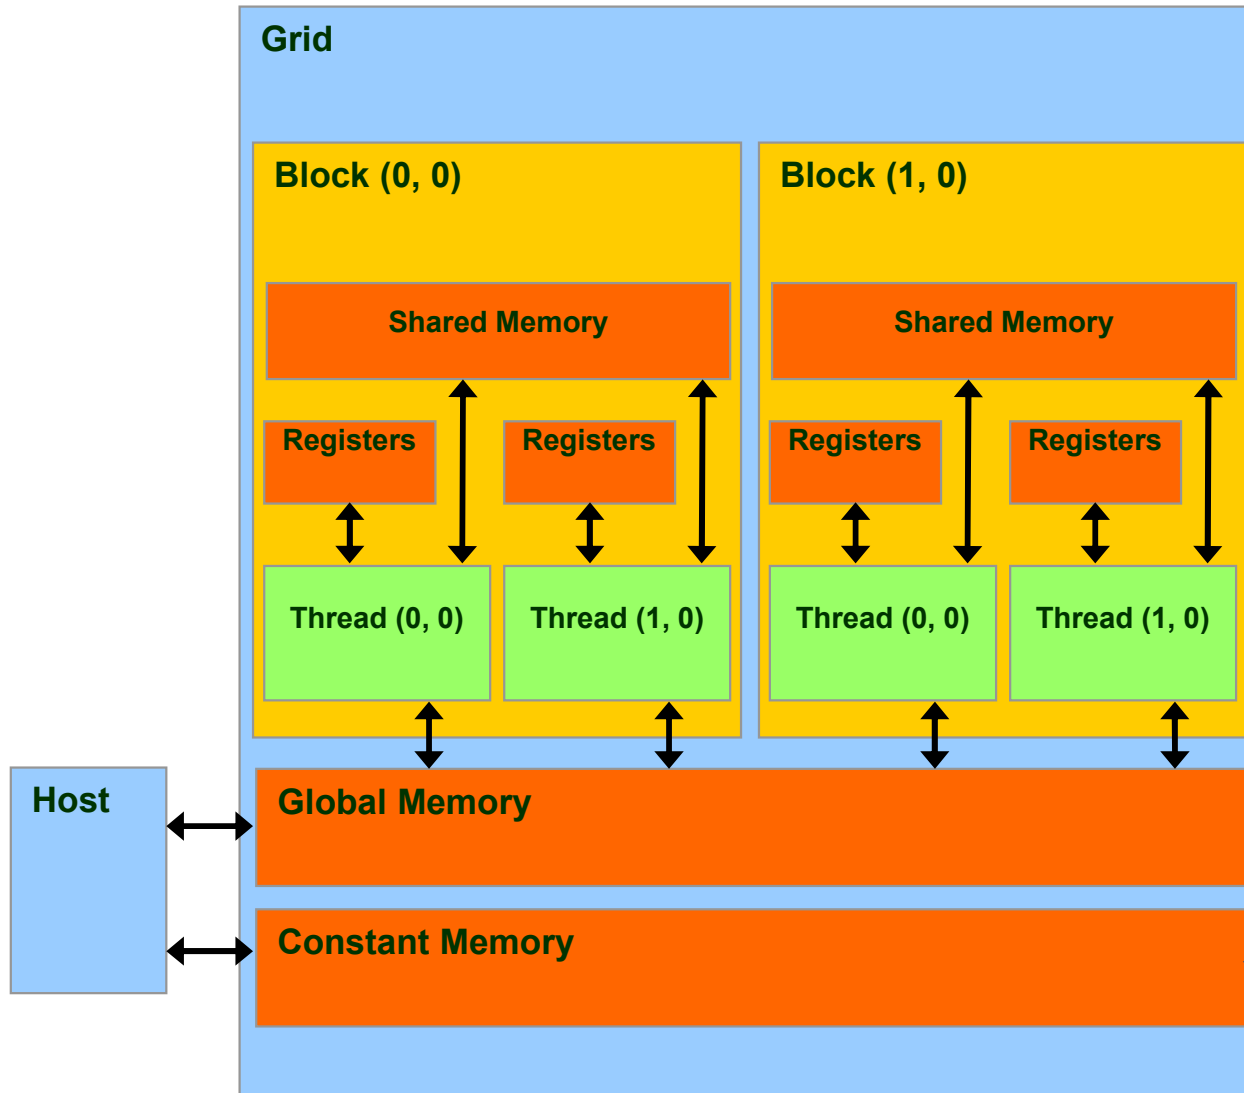 Grid
Block (0, 0)
Block (1, 0)
Shared Memory
Shared Memory
Registers
Registers
Registers
Registers
Thread (0, 0)
Thread (1, 0)
Thread (0, 0)
Thread (1, 0)
Host
Global Memory
Constant Memory